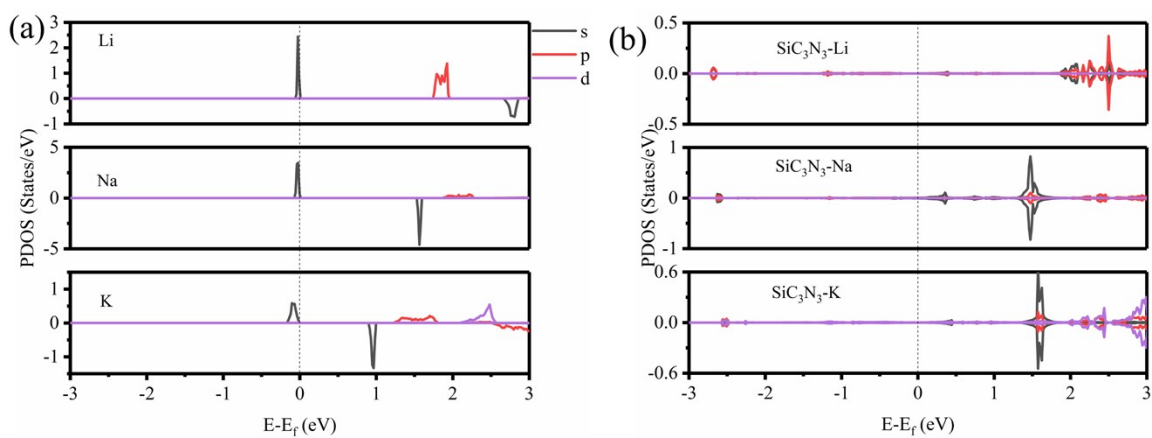 (a)
PDOS (States/eV)
Li
3
2
1
0
-1
s
p
d
Na
5
0
-5
K
1
0
-1
-3 -2 -1 0 1 2 3
E-Ef (eV)
(b)
PDOS (States/eV)
SiC₃N₃-Li
0.5
0.0
-0.5
SiC₃N₃-Na
1
0
-1
SiC₃N₃-K
0.6
0.0
-0.6
-3 -2 -1 0 1 2 3
E-Ef (eV)